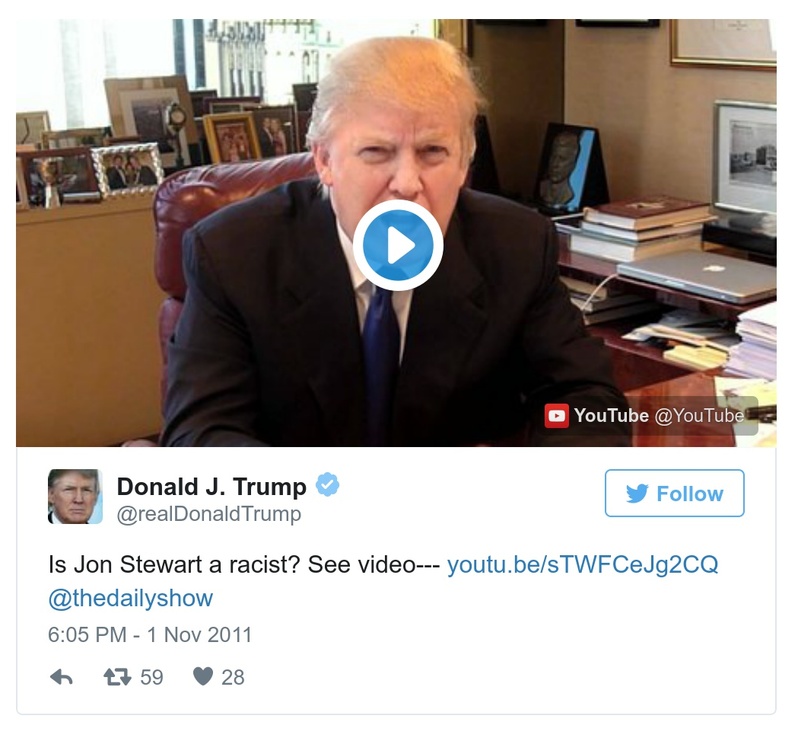 YouTube @YouTube
Donald J. Trump
@realDonaldTrump
Follow
Is Jon Stewart a racist? See video--- youtu.be/sTWFCeJg2CQ
@thedailyshow
6:05 PM - 1 Nov 2011
59 28